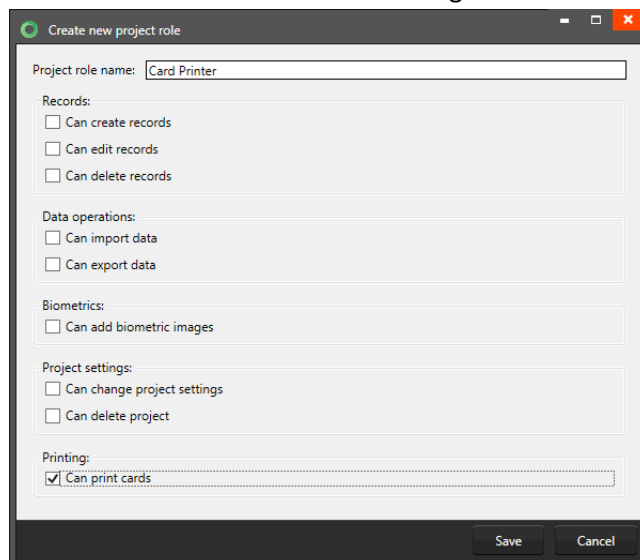 Create new project role
Project role name: Card Printer
Records:
Can create records
Can edit records
Can delete records
Data operations:
Can import data
Can export data
Biometrics:
Can add biometric images
Project settings:
Can change project settings
Can delete project
Printing:
Can print cards
Save Cancel